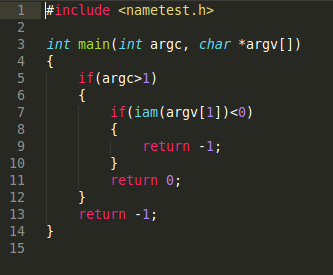 1 #include <nametest.h>
2
3 int main(int argc, char *argv[])
4 {
5     if(argc>1)
6     {
7         if(iam(argv[1])<0)
8         {
9             return -1;
10         }
11         return 0;
12     }
13     return -1;
14 }
15